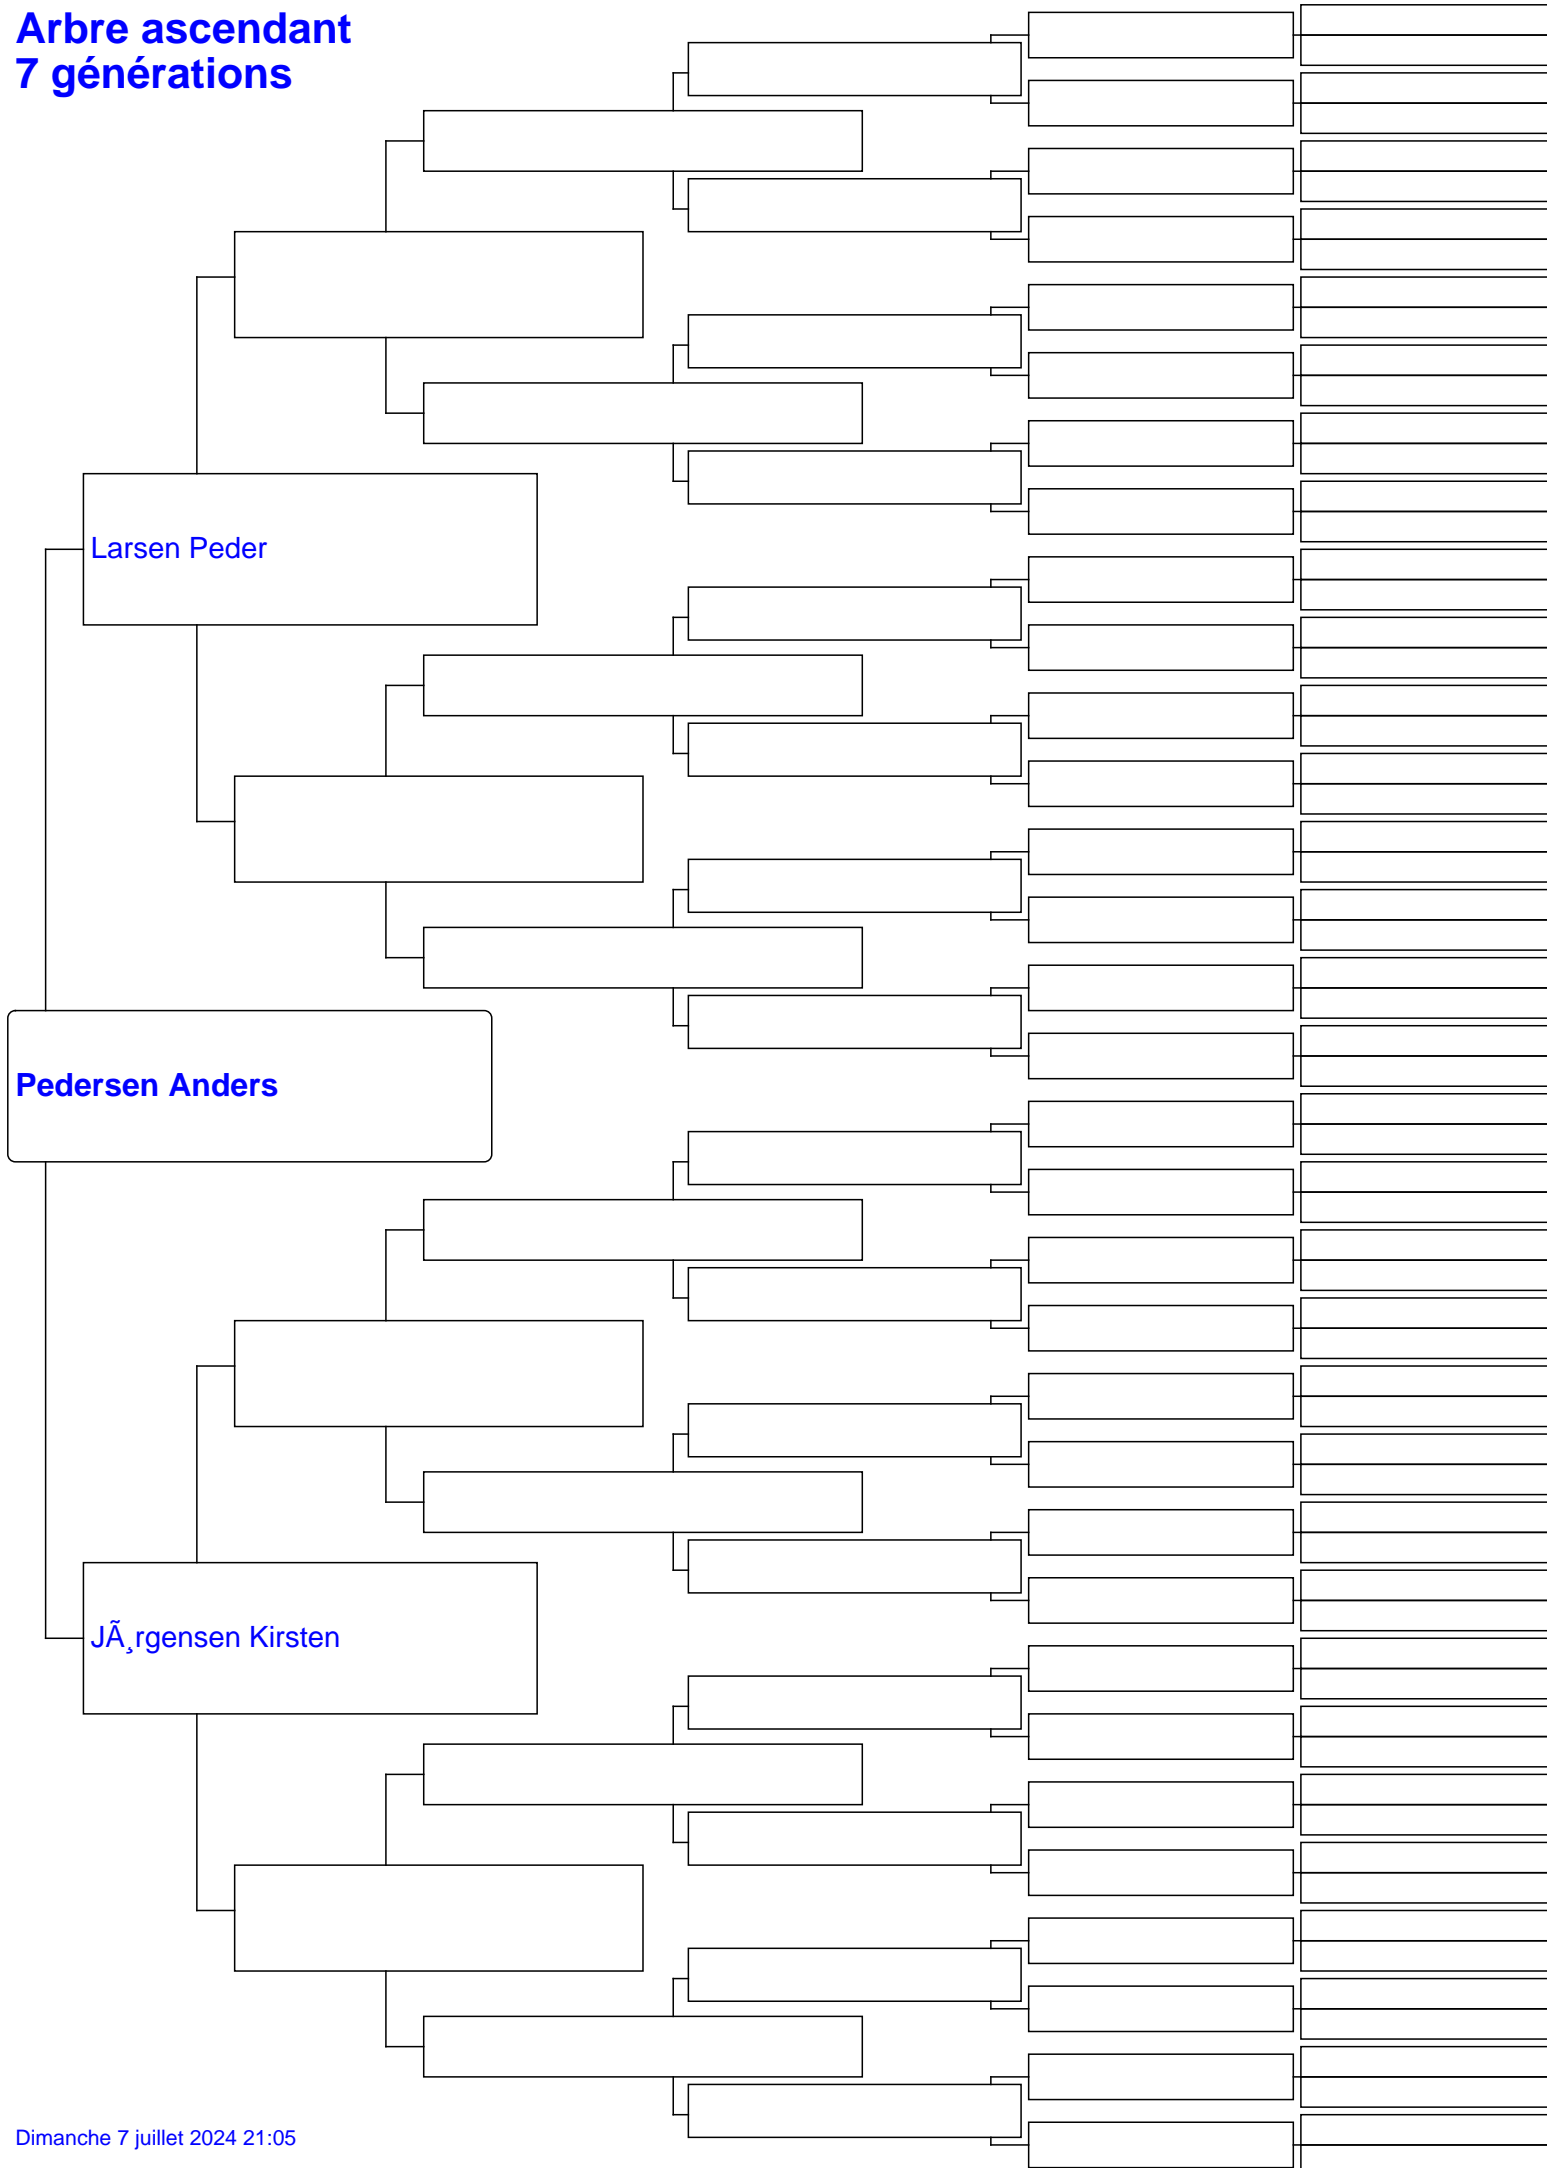 Arbre ascendant
7 générations
Larsen Peder
Pedersen Anders
JÃ¸rgensen Kirsten
Dimanche 7 juillet 2024 21:05